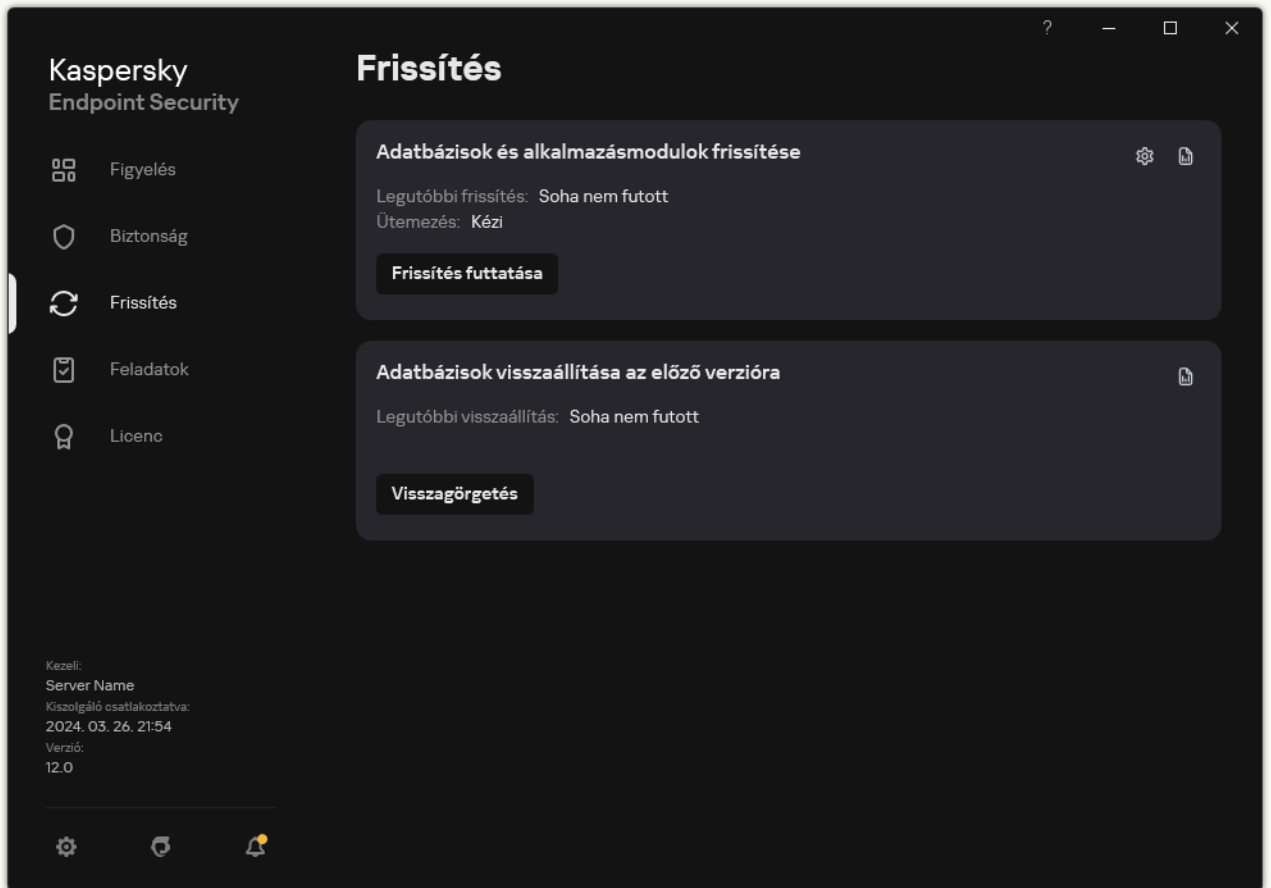 ?
Kaspersky
Endpoint Security
Figyelés
Biztonság
Frissítés
Feladatok
Licenc
Kezeli:
Server Name
Kiszolgáló csatlakoztatva:
2024. 03. 26. 21:54
Verzió:
12.0
Frissítés
Adatbázisok és alkalmazásmodulok frissítése
Legutóbbi frissítés: Soha nem futott
Ütemezés: Kézi
Frissítés futtatása
Adatbázisok visszaállítása az előző verzióra
Legutóbbi visszaállítás: Soha nem futott
Visszagörgetés